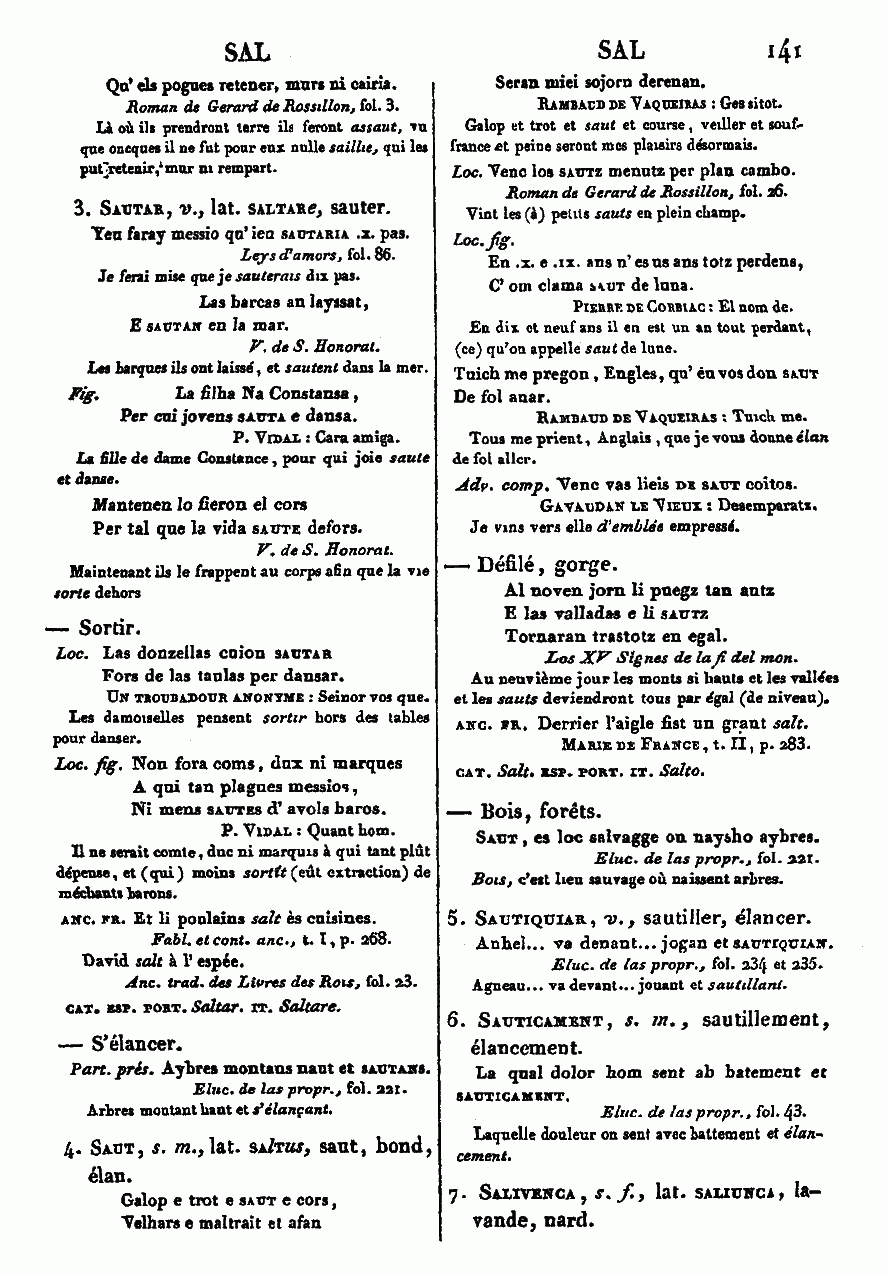 SAL
SAL 141
Qu' els pogues retener, murs ni cairia.
Roman de Gerard de Rossillon, fol. 3.
Là où ils prendront terre ils feront assaut, vu
que oncques il ne fut pour eux nulle saillie, qui les
put retenir, mur ni rempart.
3. SAUTAR, v., lat. SALTARe, sauter.
Yeu faray messio qu' ieu SAUTARIA .X. pas.
Leys d'amors, fol. 86.
Je ferai mise que je sauterais dix pas.
Las barcas an layssat,
E SAUTAN en la mar.
V. de S. Honorat.
Les barques ils ont laissé, et sautent dans la mer.
Fig. La filha Na Constansa,
Per cui jovens SAUTA e dansa.
P. VIDAL : Cara amiga.
La fille de dame Constance, pour qui joie saute
et danse.
Mantenen lo fieron el cors
Per tal que la vida SAUTE defors.
V. de S. Honorat.
Maintenant ils le frappent au corps afin que la vie
sorte dehors
— Sortir.
Loc. Las donzellas cuion SAUTAR
Fors de las taulas per dansar.
UN TROUBADOUR ANONYME : Seinor vos que.
Les damoiselles pensent sortir hors des tables
pour danser.
Loc. fig. Non fora coms, dux ni marques
A qui tan plagues messios,
Ni mens SAUTES d' avols baros.
P. VIDAL : Quant hom.
Il ne serait comte, duc ni marquis à qui tant plût
dépense, et (qui) moins sortît (eût extraction) de
méchants barons.
ANC. FR. Et li poulains salt ès cuisines.
Fabl. et cont. anc., t. I, p. 268.
David salt à l' espée.
Anc. trad. des Livres des Rois, fol. 23.
CAT. ESP. PORT. Saltar. IT. Saltare.
— S'élancer.
Part. prés. Aybres montans naut et SAUTANS.
Eluc. de las propr., fol. 221.
Arbres montant haut et s'élançant.
4. SAUT, s. m., lat. SALTUS, saut, bond,
élan.
Galop e trot e SAUT e cors,
Velhars e maltrait et afan
Seran miei sojorn derenan.
RAMBAUD DE VAQUEIRAS : Ges sitot.
Galop et trot et saut et course, veiller et souf-
france et peine seront mes plaisirs désormais.
Loc. Venc los SAUTZ menutz per plan cambo.
Roman de Gerard de Rossillon, fol. 26.
Vint les (à) petits sauts en plein champ.
Loc. fig.
En .X. e .IX. ans n' es us ans totz perdens,
C' om clama SAUT de luna.
PIERRE DE CORBIAC : El nom de.
En dix et neuf ans il en est un an tout perdant,
(ce) qu'on appelle saut de lune.
Tuich me pregon, Engles, qu' eu vos don SAUT
De fol anar.
RAMBAUD DE VAQUEIRAS : Tuich me.
Tous me prient, Anglais, que je vous donne élan
de fol aller.
Adv. comp. Venc vas lieis DE SAUT coitos.
GAVAUDAN LE VIEUX : Desemparatz.
Je vins vers elle d'emblée empressé.
— Défilé, gorge.
Al noven jorn li puegz tan autz
E las valladas e li SAUTZ
Tornaran trastotz en egal.
Los XV Signes de la fi del mon.
Au neuvième jour les monts si hauts et les vallées
et les sauts deviendront tous par égal (de niveau).
ANC. FR. Derrier l'aigle fist un grant salt.
MARIE DE FRANCE, t. II, p. 283.
CAT. Salt. ESP. PORT. IT. Salto.
— Bois, forêts.
SAUT, es loc salvagge on naysho aybres.
Eluc. de las propr., fol. 221.
Bois, c'est lieu sauvage où naissent arbres.
5. SAUTIQUIAR, v., sautiller, élancer.
Anhel... va denant... jogan et SAUTIQUIAN.
Eluc. de las propr., fol. 234 et 235.
Agneau... va devant... jouant et sautillant.
6. SAUTICAMENT, s. m., sautillement,
élancement.
La qual dolor hom sent ab batement et
SAUTICAMENT.
Eluc. de las propr., fol. 43.
Laquelle douleur on sent avec battement et élan-
cement.
7. SALIVENCA, s. f., lat. SALIUNCA, la-
vande, nard.